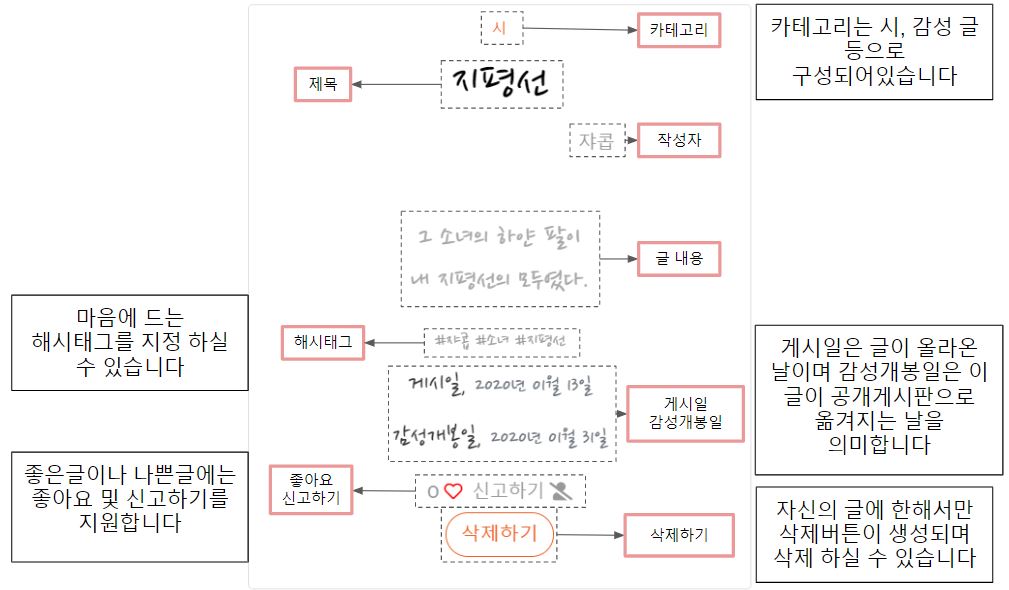 시
카테고리
카테고리는 시, 감성 글
등으로
구성되어있습니다
제목
지평선
쟈콥
작성자
그 소녀의 하얀 팔이
내 지평선의 모두였다.
글 내용
마음에 드는
해시태그를 지정 하실
수 있습니다
해시태그
#쟈콥 #소녀 #지평선
게시일, 2020년 01월 13일
감성개봉일, 2020년 01월 31일
게시일
감성개봉일
게시일은 글이 올라온
날이며 감성개봉일은 이
글이 공개게시판으로
옮겨지는 날을
의미합니다
좋은글이나 나쁜글에는
좋아요 및 신고하기를
지원합니다
좋아요
신고하기
0 신고하기
삭제하기
삭제하기
자신의 글에 한해서만
삭제버튼이 생성되며
삭제 하실 수 있습니다